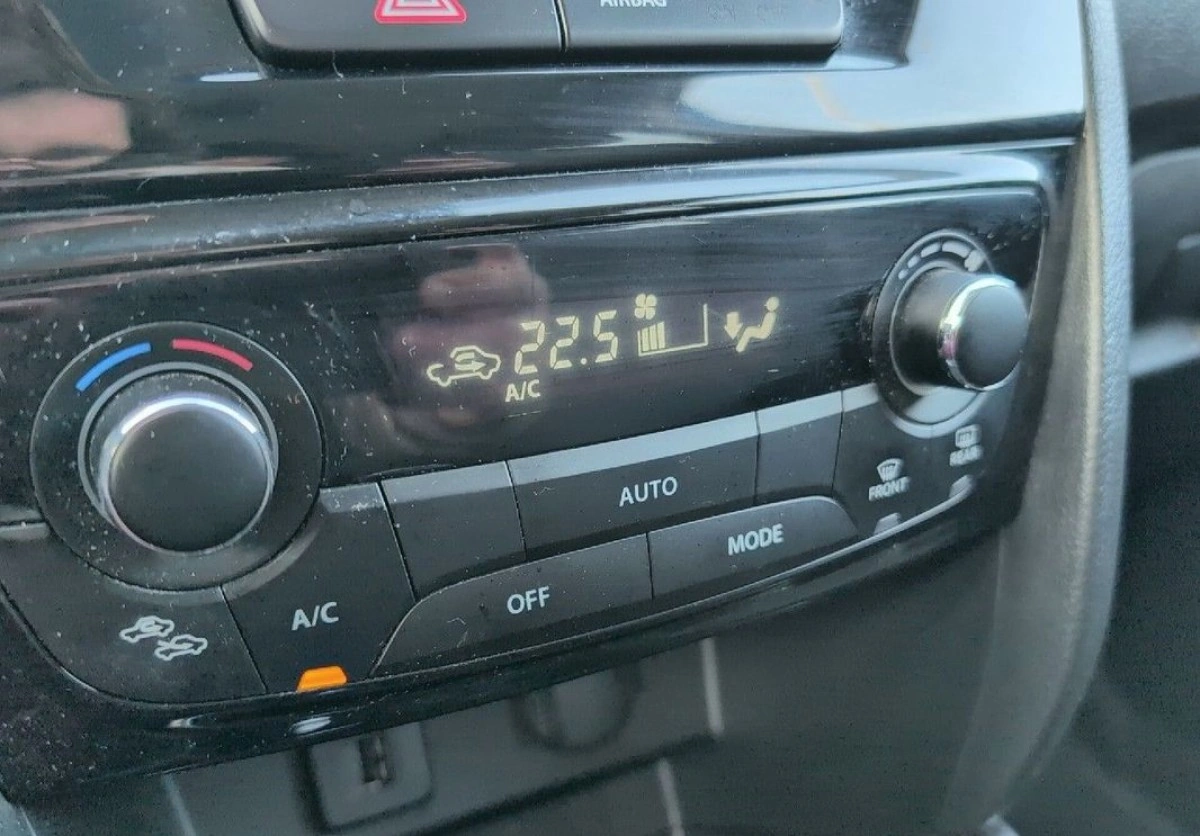 AIRBAG
22.5
A/C
AUTO
MODE
OFF
A/C
FRONT
REAR